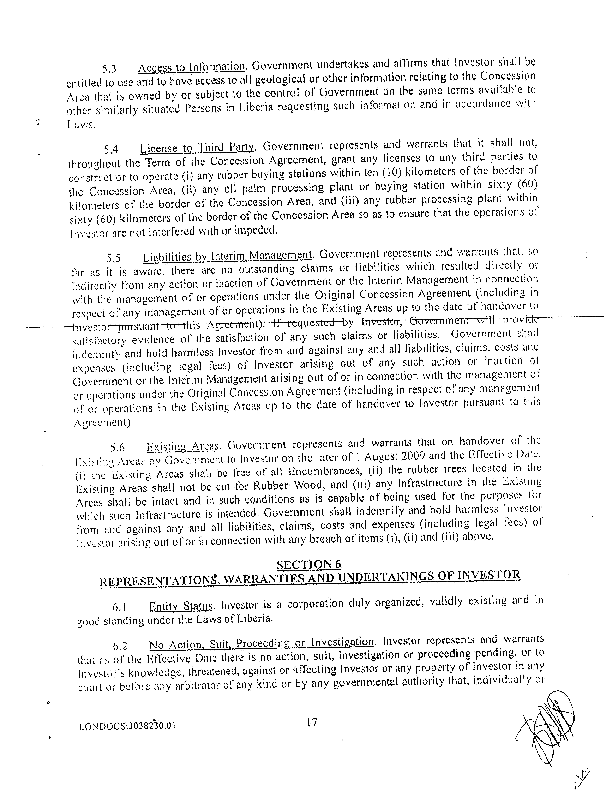 5.3 Access to Information. Government undertakes and affirms that Investor shall be
entitled to use and to have access to all geological or other information relating to the Concession
Area that is owned by or subject to the control of Government on the same terms available to
other similarly situated Persons in Liberia requesting such information and in accordance with
Laws.
5.4 License to Third Party. Government represents and warrants that it shall not,
throughout the Term of the Concession Agreement, grant any licenses to any third parties to
construct or to operate (i) any rubber buying stations within ten (10) kilometers of the border of
the Concession Area, (ii) any oil palm processing plant or buying station within sixty (60)
kilometers of the border of the Concession Area, and (iii) any rubber processing plant within
sixty (60) kilometers of the border of the Concession Area so as to ensure that the operations of
Investor are not interfered with or impeded.
5.5 Liabilities by Interim Management. Government represents and warrants that, so
far as it is aware, there are no outstanding claims or liabilities which resulted directly or
indirectly from any action or inaction of Government or the Interim Management in connection
with the management of or operations under the Original Concession Agreement (including in
respect of any management of or operations in the Existing Areas up to the date of handover to
Investor pursuant to this Agreement). If requested by Investor, Government will provide
satisfactory evidence of the satisfaction of any such claims or liabilities. Government shall
indemnify and hold harmless Investor from and against any and all liabilities, claims, costs and
expenses (including legal fees) of Investor arising out of any such action or inaction of
Government or the Interim Management arising out of or in connection with the management of
or operations under the Original Concession Agreement (including in respect of any management
of or operations in the Existing Areas up to the date of handover to Investor pursuant to this
Agreement)
5.6 Existing Areas. Government represents and warrants that on handover of the
Existing Areas by Government to Investor on the later of 1 August 2009 and the Effective Date,
(i) the Existing Areas shall be free of all Encumbrances, (ii) the rubber trees located in the
Existing Areas shall not be cut for Rubber Wood, and (iii) any Infrastructure in the Existing
Areas shall be intact and in such conditions as is capable of being used for the purposes for
which such Infrastructure is intended. Government shall indemnify and hold harmless Investor
from and against any and all liabilities, claims, costs and expenses (including legal fees) of
Investor arising out of or in connection with any breach of items (i), (ii) and (iii) above.
SECTION 6
REPRESENTATIONS, WARRANTIES AND UNDERTAKINGS OF INVESTOR
6.1 Entity Status. Investor is a corporation duly organized, validly existing and in
good standing under the Laws of Liberia.
6.2 No Action, Suit, Proceeding or Investigation. Investor represents and warrants
that as of the Effective Date there is no action, suit, investigation or proceeding pending, or to
Investor's knowledge, threatened, against or affecting Investor or any property of Investor in any
court or before any arbitrator of any kind or by any governmental authority that, individually or
LONDOCS:3038230.01
17